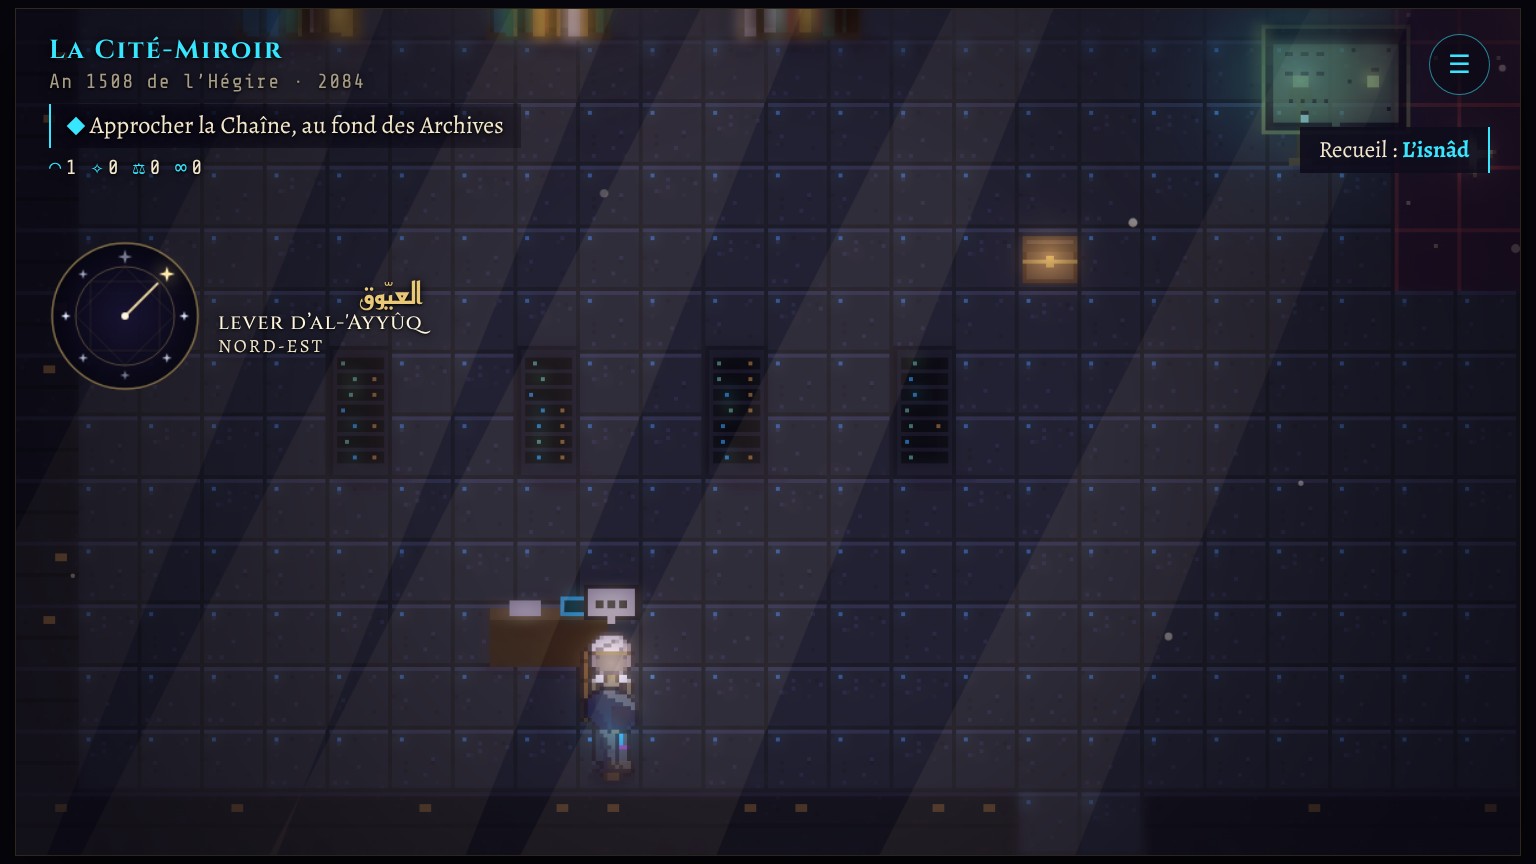 La Cité-Miroir
An 1508 de l'Hégire · 2084
◆ Approcher la Chaîne, au fond des Archives
◠1 ✧0 ⚖0 ∞0
Recueil : L'isnâd
العيّوق
LEVER D'AL-'AYYÛQ
NORD-EST